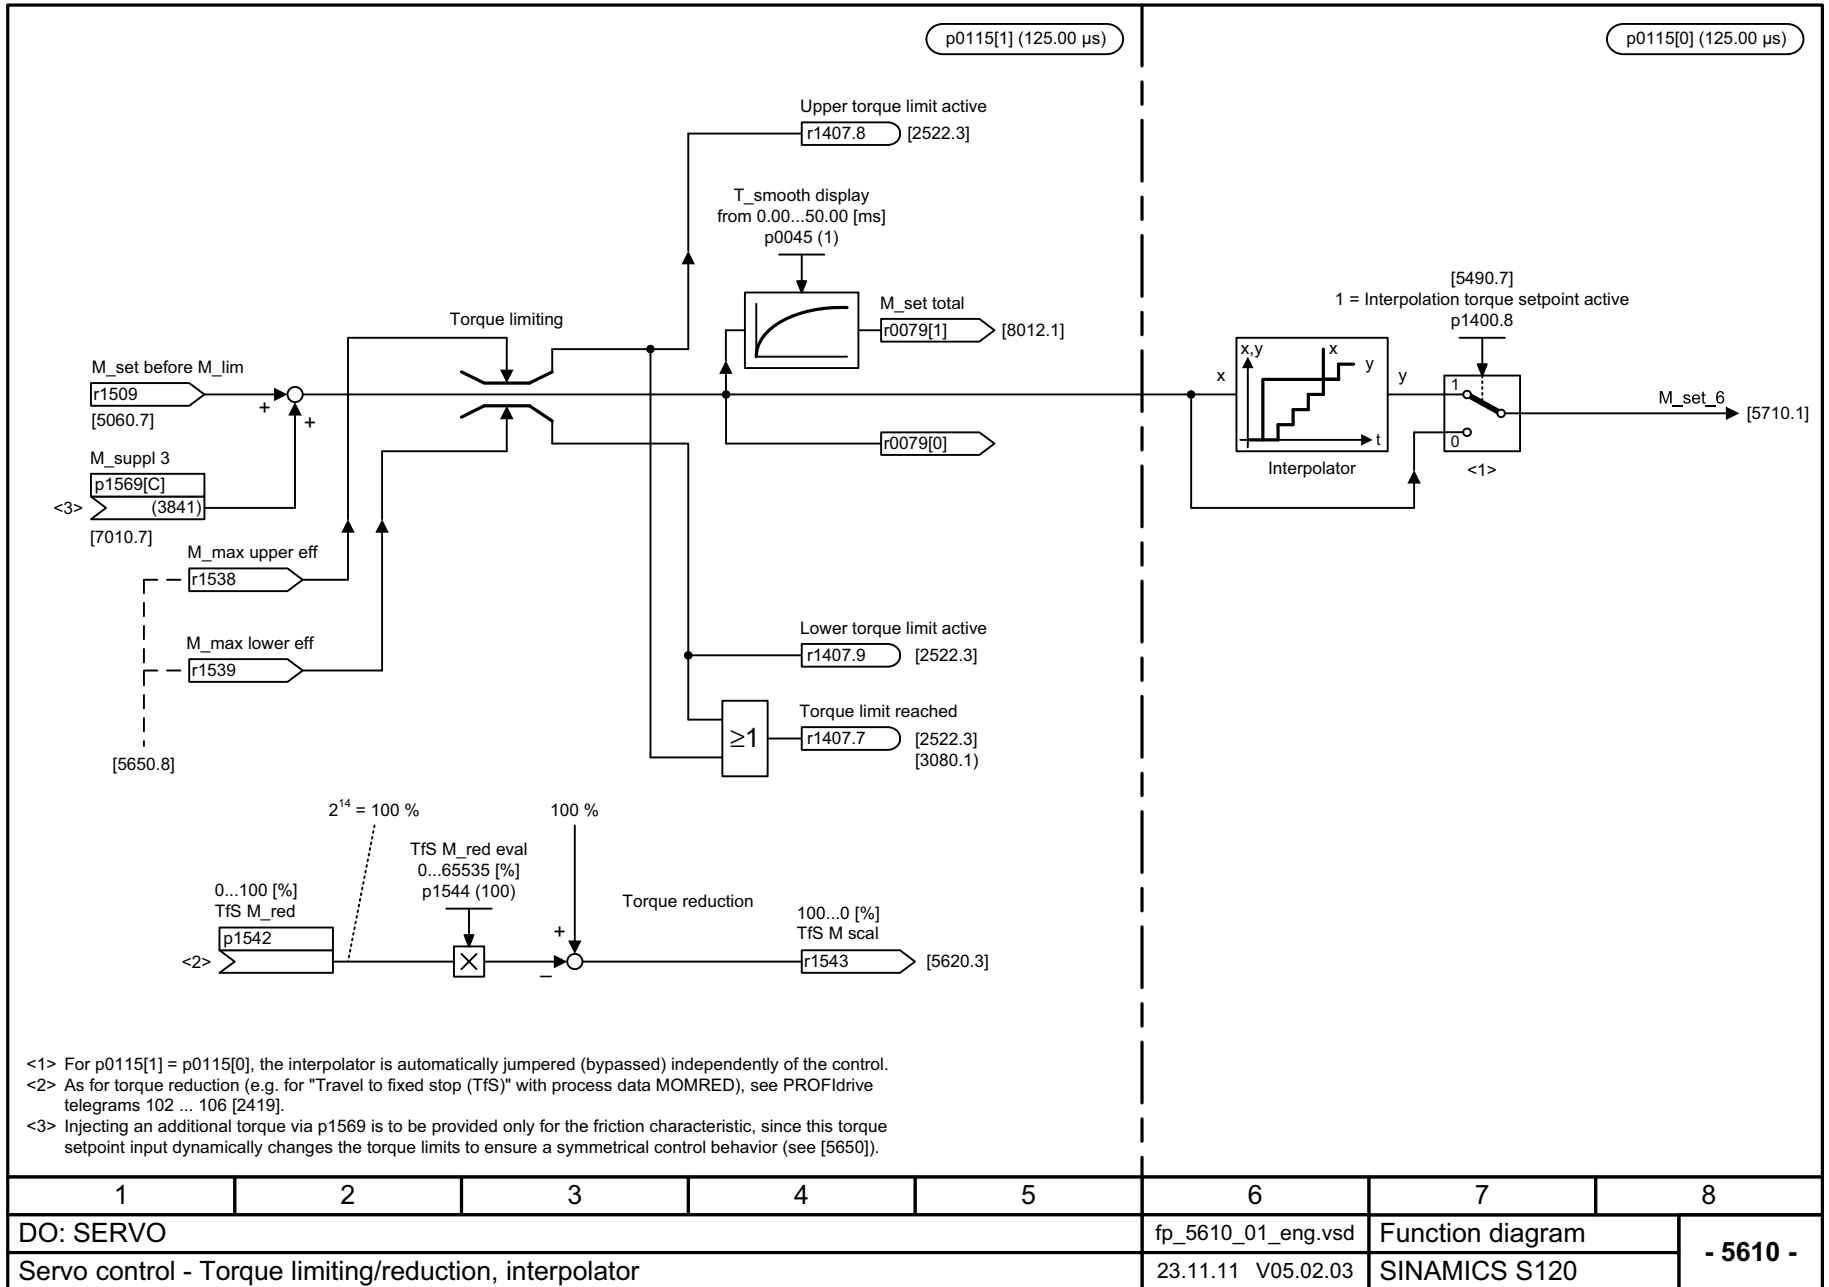 p0115[1] (125.00 µs)
p0115[0] (125.00 µs)
Upper torque limit active
r1407.8 [2522.3]
T_smooth display
from 0.00...50.00 [ms]
p0045 (1)
M_set total
r0079[1] [8012.1]
Torque limiting
[5490.7]
1 = Interpolation torque setpoint active
p1400.8
M_set before M_lim
r1509
[5060.7]
+
+
x
x,y
x
y
t
Interpolator
y
1
0
<1>
M_set_6
[5710.1]
r0079[0]
M_suppl 3
p1569[C]
<3> (3841)
[7010.7]
M_max upper eff
r1538
M_max lower eff
r1539
[5650.8]
Lower torque limit active
r1407.9 [2522.3]
Torque limit reached
≥1
r1407.7 [2522.3]
[3080.1)
2^14 = 100 %
100 %
TfS M_red eval
0...65535 [%]
p1544 (100)
0...100 [%]
TfS M_red
p1542
<2>
×
+
–
Torque reduction
100...0 [%]
TfS M scal
r1543 [5620.3]
<1> For p0115[1] = p0115[0], the interpolator is automatically jumpered (bypassed) independently of the control.
<2> As for torque reduction (e.g. for "Travel to fixed stop (TfS)" with process data MOMRED), see PROFIdrive
telegrams 102 ... 106 [2419].
<3> Injecting an additional torque via p1569 is to be provided only for the friction characteristic, since this torque
setpoint input dynamically changes the torque limits to ensure a symmetrical control behavior (see [5650]).
1 2 3 4 5 6 7 8
DO: SERVO
fp_5610_01_eng.vsd
Function diagram
- 5610 -
Servo control - Torque limiting/reduction, interpolator
23.11.11 V05.02.03
SINAMICS S120